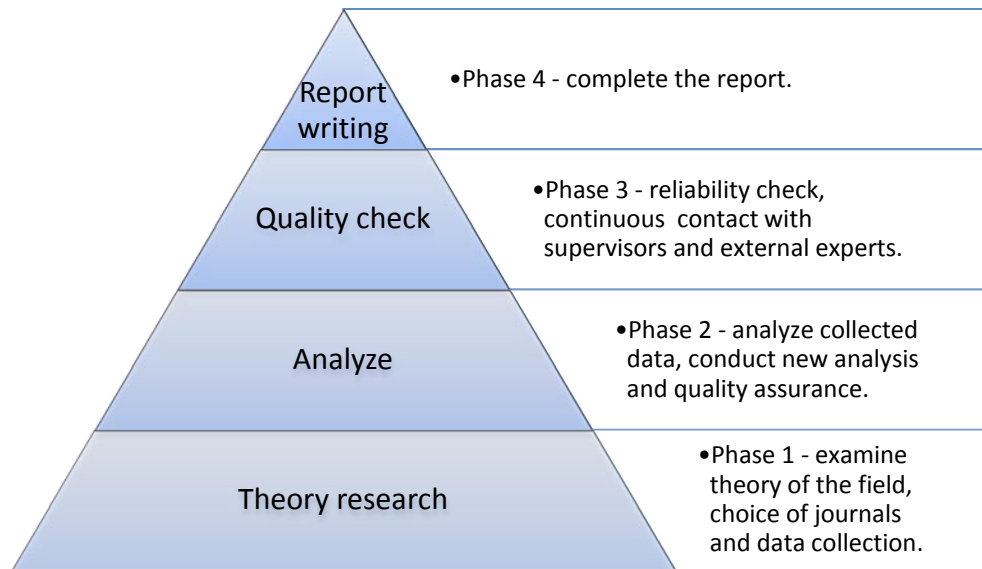 Report
writing
•Phase 4 - complete the report.
Quality check
•Phase 3 - reliability check,
continuous contact with
supervisors and external experts.
Analyze
•Phase 2 - analyze collected
data, conduct new analysis
and quality assurance.
Theory research
•Phase 1 - examine
theory of the field,
choice of journals
and data collection.